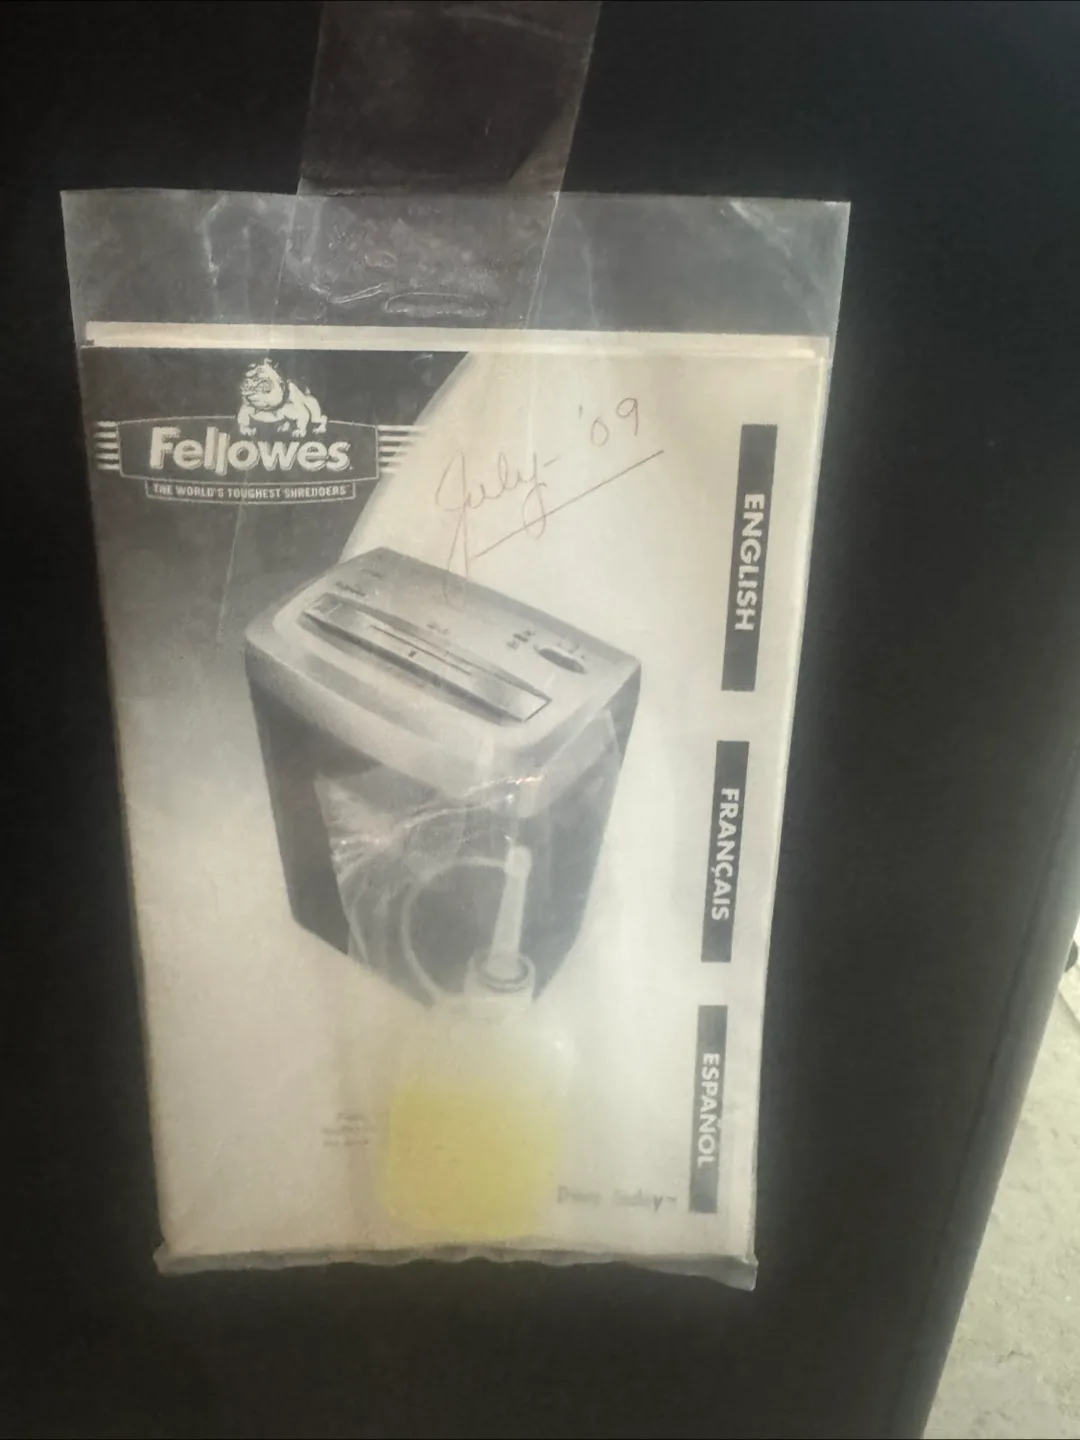 Fellowes
THE WORLD'S TOUGHEST SHREDDERS
July '09
ENGLISH
FRANÇAIS
ESPAÑOL